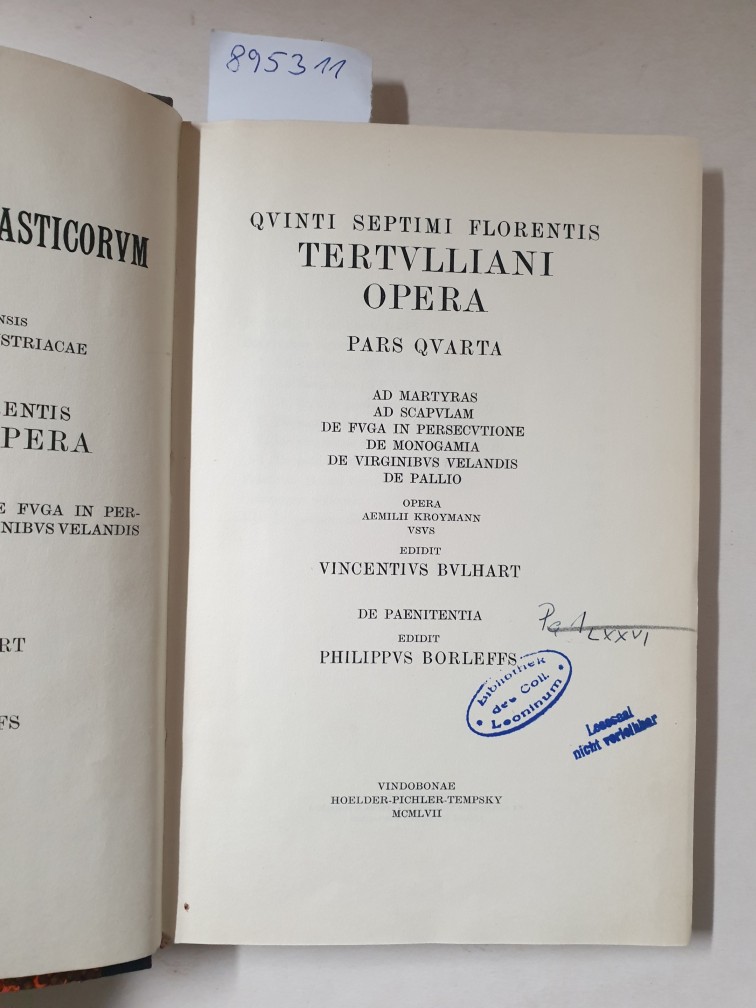 895311
ASTICORVM
NSIS
STRIACAE
RENTIS
PERA
E FVGA IN PER-
NIBVS VELANDIS
RT
FS
QVINTI SEPTIMI FLORENTIS
TERTVLLIANI
OPERA
PARS QVARTA
AD MARTYRAS
AD SCAPVLAM
DE FVGA IN PERSECVTIONE
DE MONOGAMIA
DE VIRGINIBVS VELANDIS
DE PALLIO
OPERA
AEMILII KROYMANN
VSVS
EDIDIT
VINCENTIVS BVLHART
DE PAENITENTIA
EDIDIT
PHILIPPVS BORLEFFS
LXXVI
Bibliothek
des Coll.
Leoninum
Lesesaal
nicht verleihbar
VINDOBONAE
HOELDER-PICHLER-TEMPSKY
MCMLVII